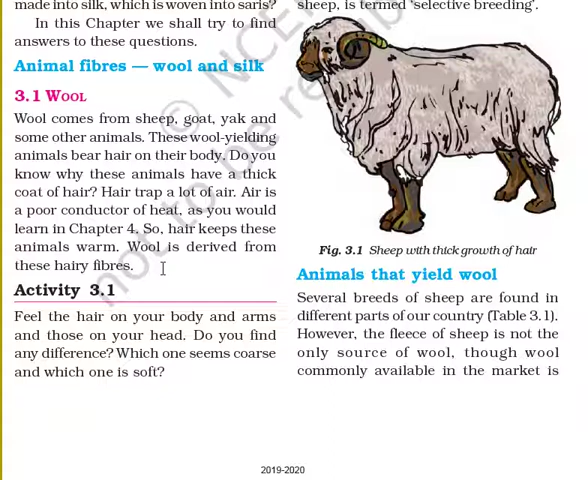 made into silk, which is woven into saris?
In this Chapter we shall try to find
answers to these questions.
Animal fibres — wool and silk
3.1 WOOL
Wool comes from sheep, goat, yak and
some other animals. These wool-yielding
animals bear hair on their body. Do you
know why these animals have a thick
coat of hair? Hair trap a lot of air. Air is
a poor conductor of heat, as you would
learn in Chapter 4. So, hair keeps these
animals warm. Wool is derived from
these hairy fibres.
Activity 3.1
Feel the hair on your body and arms
and those on your head. Do you find
any difference? Which one seems coarse
and which one is soft?
sheep, is termed ‘selective breeding’.
Fig. 3.1 Sheep with thick growth of hair
Animals that yield wool
Several breeds of sheep are found in
different parts of our country (Table 3.1).
However, the fleece of sheep is not the
only source of wool, though wool
commonly available in the market is
2019-2020
© NCE
not to be re